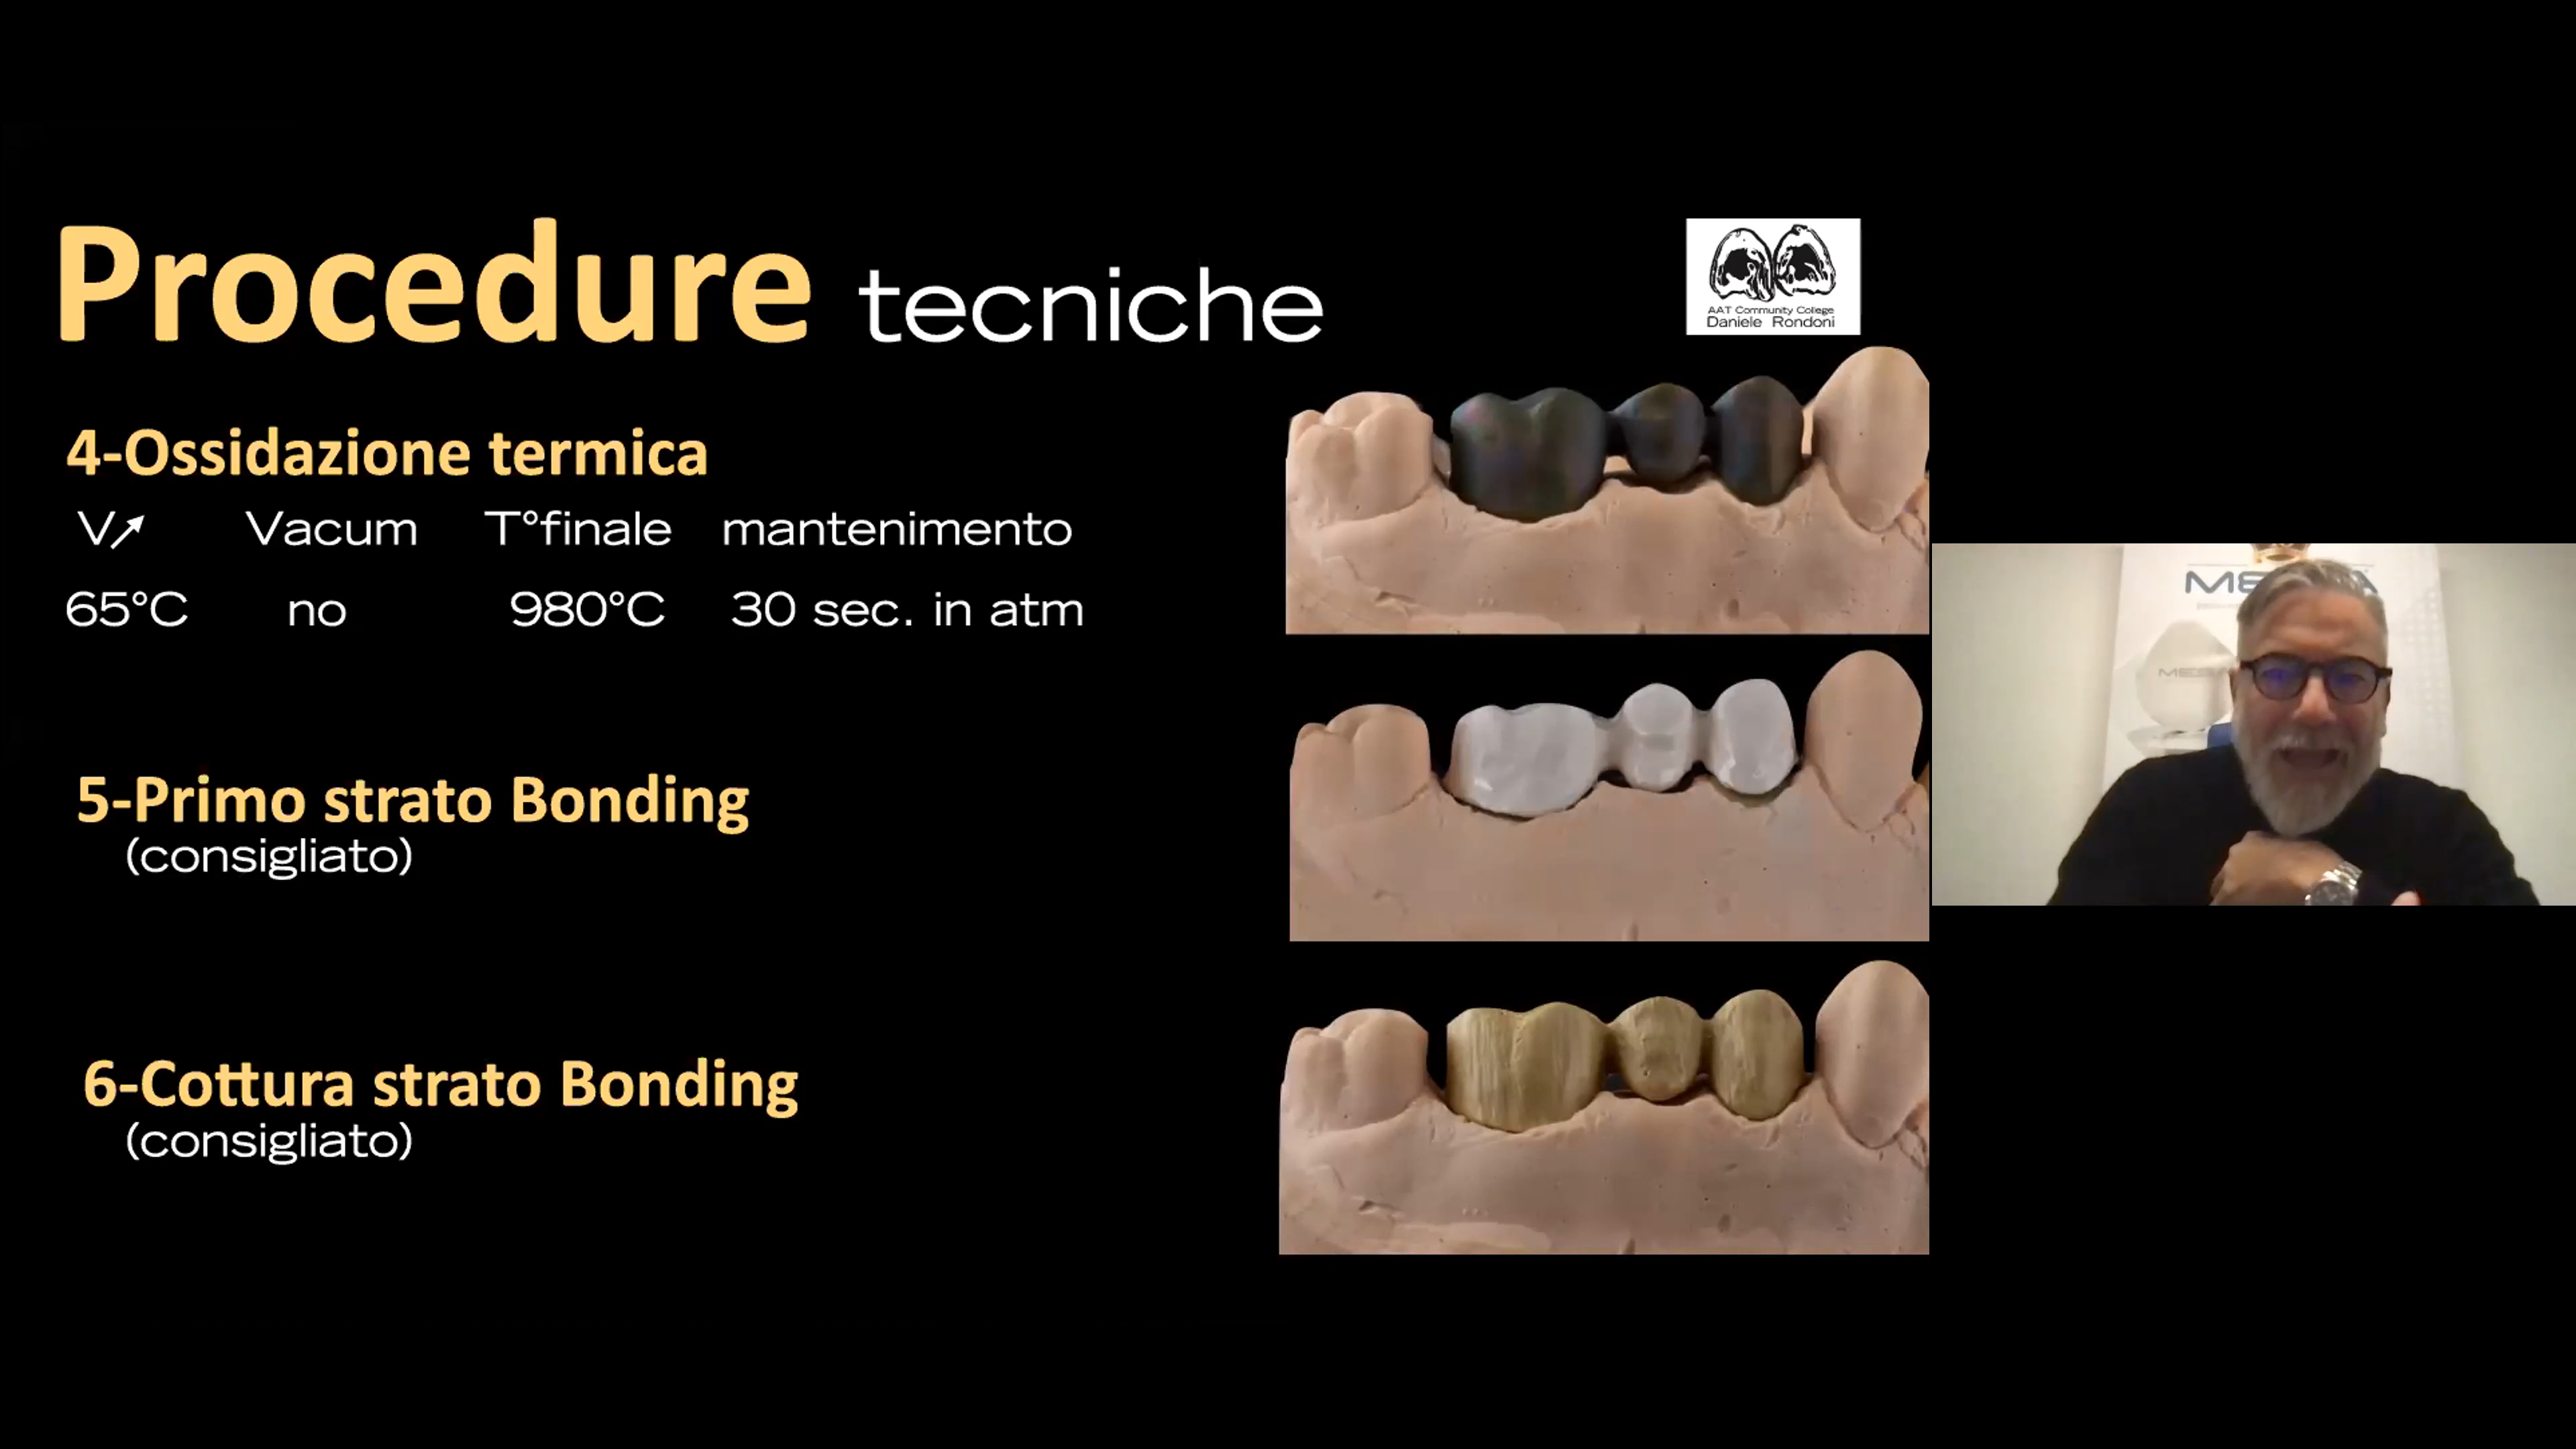 Procedure tecniche
AAT Community College
Daniele Rondoni
4-Ossidazione termica
V↗ Vacum T°finale mantenimento
65°C no 980°C 30 sec. in atm
5-Primo strato Bonding
(consigliato)
6-Cottura strato Bonding
(consigliato)